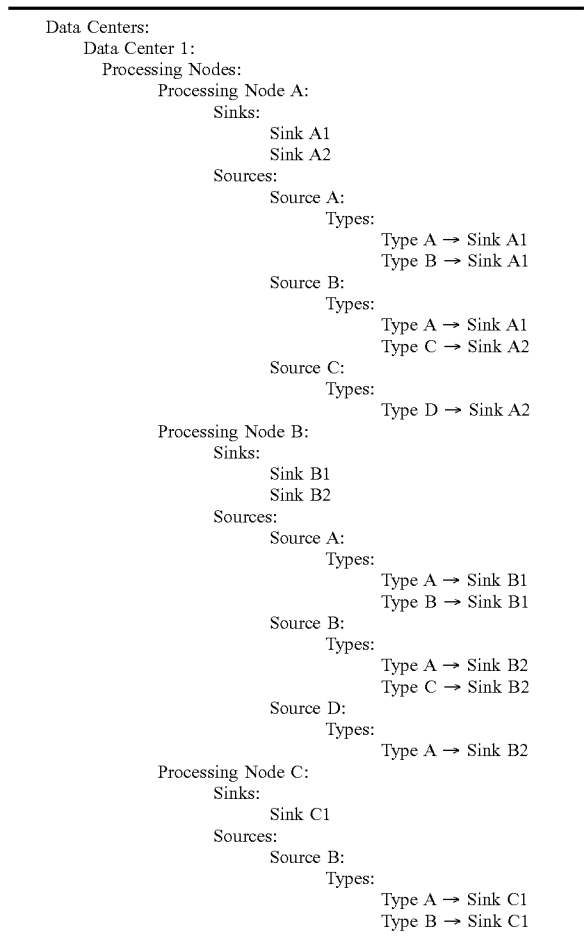 Data Centers:
Data Center 1:
Processing Nodes:
Processing Node A:
Sinks:
Sink A1
Sink A2
Sources:
Source A:
Types:
Type A → Sink A1
Type B → Sink A1
Source B:
Types:
Type A → Sink A1
Type C → Sink A2
Source C:
Types:
Type D → Sink A2
Processing Node B:
Sinks:
Sink B1
Sink B2
Sources:
Source A:
Types:
Type A → Sink B1
Type B → Sink B1
Source B:
Types:
Type A → Sink B2
Type C → Sink B2
Source D:
Types:
Type A → Sink B2
Processing Node C:
Sinks:
Sink C1
Sources:
Source B:
Types:
Type A → Sink C1
Type B → Sink C1